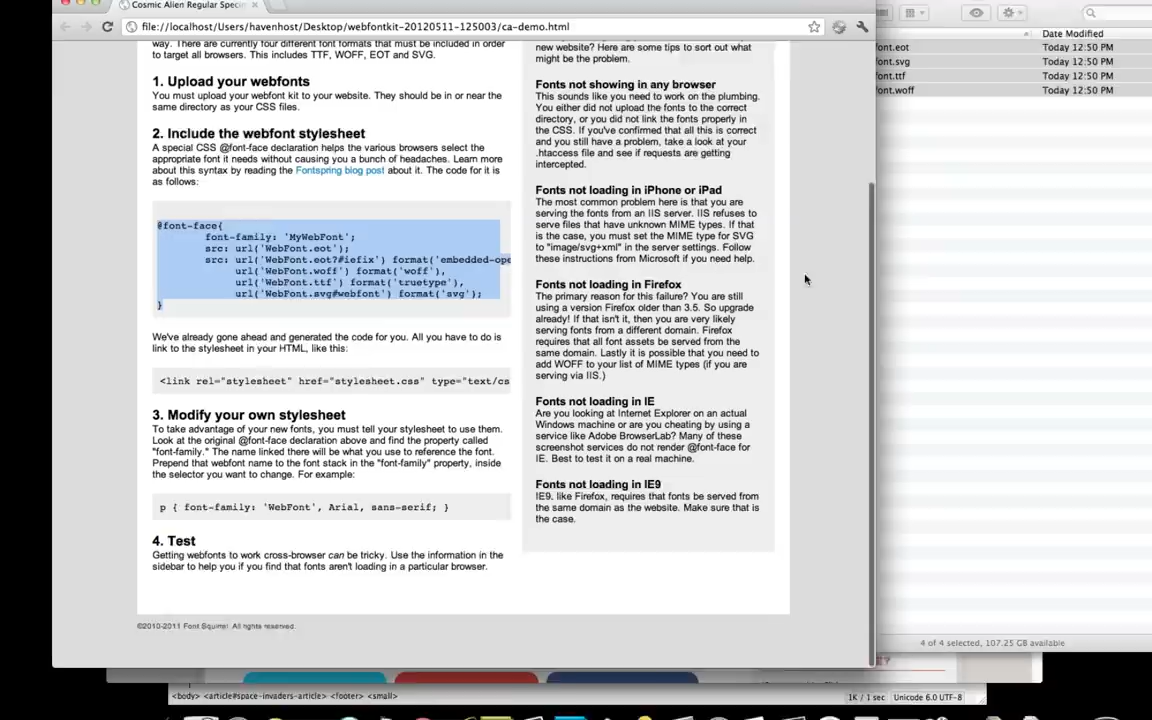 Cosmic Alien Regular Speci
file://localhost/Users/havenhost/Desktop/webfontkit-20120511-125003/ca-demo.html
way. There are currently four different font formats that must be included in order
to target all browsers. This includes TTF, WOFF, EOT and SVG.
1. Upload your webfonts
You must upload your webfont kit to your website. They should be in or near the
same directory as your CSS files.
2. Include the webfont stylesheet
A special CSS @font-face declaration helps the various browsers select the
appropriate font it needs without causing you a bunch of headaches. Learn more
about this syntax by reading the Fontspring blog post about it. The code for it is
as follows:
@font-face{
font-family: 'MyWebFont';
src: url('WebFont.eot');
src: url('WebFont.eot?#iefix') format('embedded-ope
url('WebFont.woff') format('woff'),
url('WebFont.ttf') format('truetype'),
url('WebFont.svg#webfont') format('svg');
}
We've already gone ahead and generated the code for you. All you have to do is
link to the stylesheet in your HTML, like this:
<link rel="stylesheet" href="stylesheet.css" type="text/cs
3. Modify your own stylesheet
To take advantage of your new fonts, you must tell your stylesheet to use them.
Look at the original @font-face declaration above and find the property called
"font-family." The name linked there will be what you use to reference the font.
Prepend that webfont name to the font stack in the "font-family" property, inside
the selector you want to change. For example:
p { font-family: 'WebFont', Arial, sans-serif; }
4. Test
Getting webfonts to work cross-browser can be tricky. Use the information in the
sidebar to help you if you find that fonts aren't loading in a particular browser.
©2010-2011 Font Squirrel. All rights reserved.
new website? Here are some tips to sort out what
might be the problem.
Fonts not showing in any browser
This sounds like you need to work on the plumbing.
You either did not upload the fonts to the correct
directory, or you did not link the fonts properly in
the CSS. If you've confirmed that all this is correct
and you still have a problem, take a look at your
.htaccess file and see if requests are getting
intercepted.
Fonts not loading in iPhone or iPad
The most common problem here is that you are
serving the fonts from an IIS server. IIS refuses to
serve files that have unknown MIME types. If that
is the case, you must set the MIME type for SVG
to "image/svg+xml" in the server settings. Follow
these instructions from Microsoft if you need help.
Fonts not loading in Firefox
The primary reason for this failure? You are still
using a version Firefox older than 3.5. So upgrade
already! If that isn't it, then you are very likely
serving fonts from a different domain. Firefox
requires that all font assets be served from the
same domain. Lastly it is possible that you need to
add WOFF to your list of MIME types (if you are
serving via IIS.)
Fonts not loading in IE
Are you looking at Internet Explorer on an actual
Windows machine or are you cheating by using a
service like Adobe BrowserLab? Many of these
screenshot services do not render @font-face for
IE. Best to test it on a real machine.
Fonts not loading in IE9
IE9, like Firefox, requires that fonts be served from
the same domain as the website. Make sure that is
the case.
Date Modified
font.eot Today 12:50 PM
font.svg Today 12:50 PM
font.ttf Today 12:50 PM
font.woff Today 12:50 PM
4 of 4 selected, 107.25 GB available
<body> <article#space-invaders-article> <footer> <small>
1K / 1 sec Unicode 6.0 UTF-8